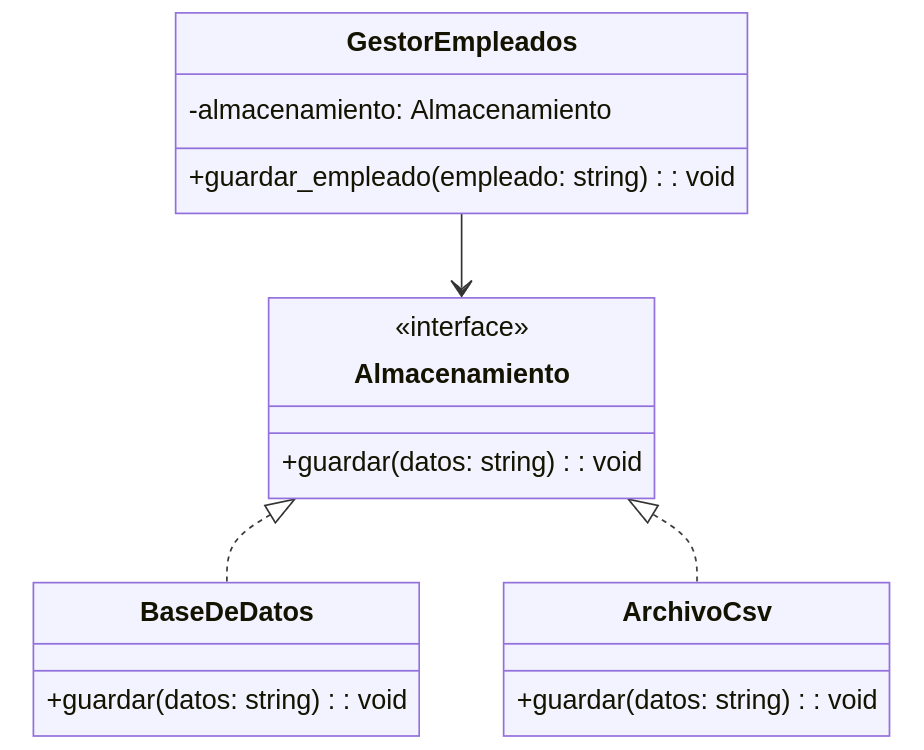 GestorEmpleados
-almacenamiento: Almacenamiento
+guardar_empleado(empleado: string) : : void
«interface»
Almacenamiento
+guardar(datos: string) : : void
BaseDeDatos
+guardar(datos: string) : : void
ArchivoCsv
+guardar(datos: string) : : void